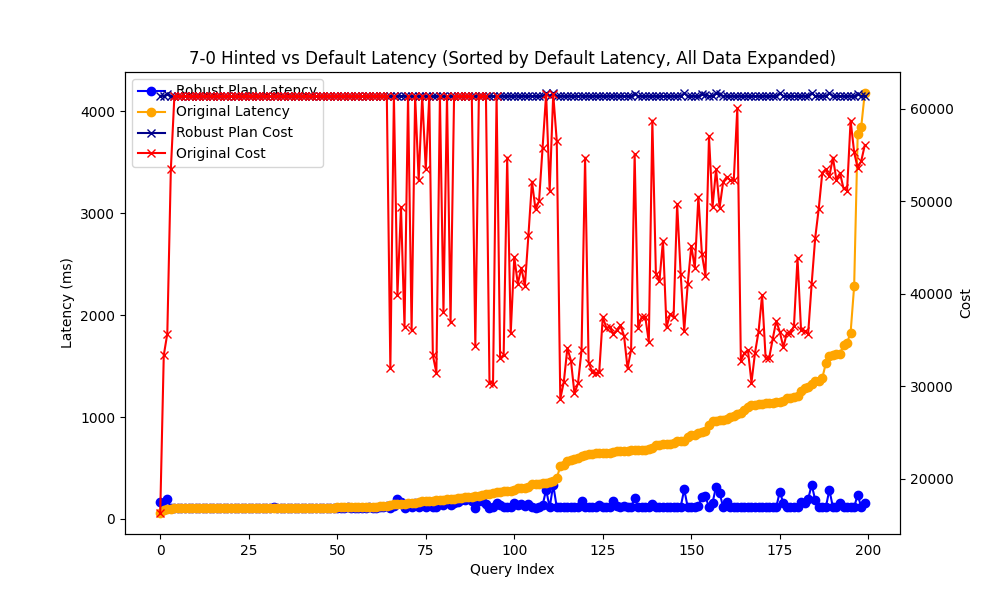 7-0 Hinted vs Default Latency (Sorted by Default Latency, All Data Expanded)
Robust Plan Latency
Original Latency
Robust Plan Cost
Original Cost
4000
3000
2000
1000
0
Latency (ms)
60000
50000
40000
30000
20000
Cost
0 25 50 75 100 125 150 175 200
Query Index